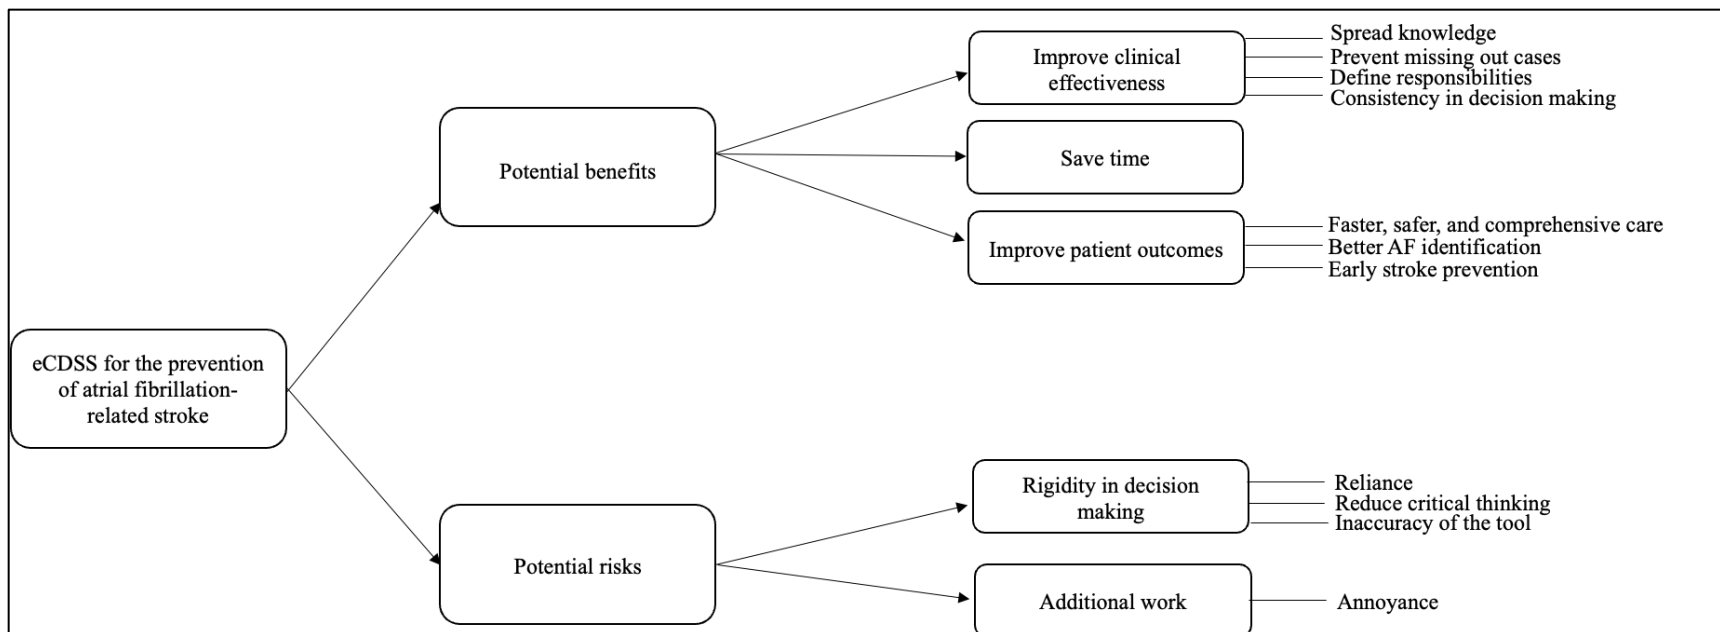 eCDSS for the prevention
of atrial fibrillation-
related stroke
Potential benefits
Improve clinical
effectiveness
Spread knowledge
Prevent missing out cases
Define responsibilities
Consistency in decision making
Save time
Improve patient outcomes
Faster, safer, and comprehensive care
Better AF identification
Early stroke prevention
Potential risks
Rigidity in decision
making
Reliance
Reduce critical thinking
Inaccuracy of the tool
Additional work
Annoyance